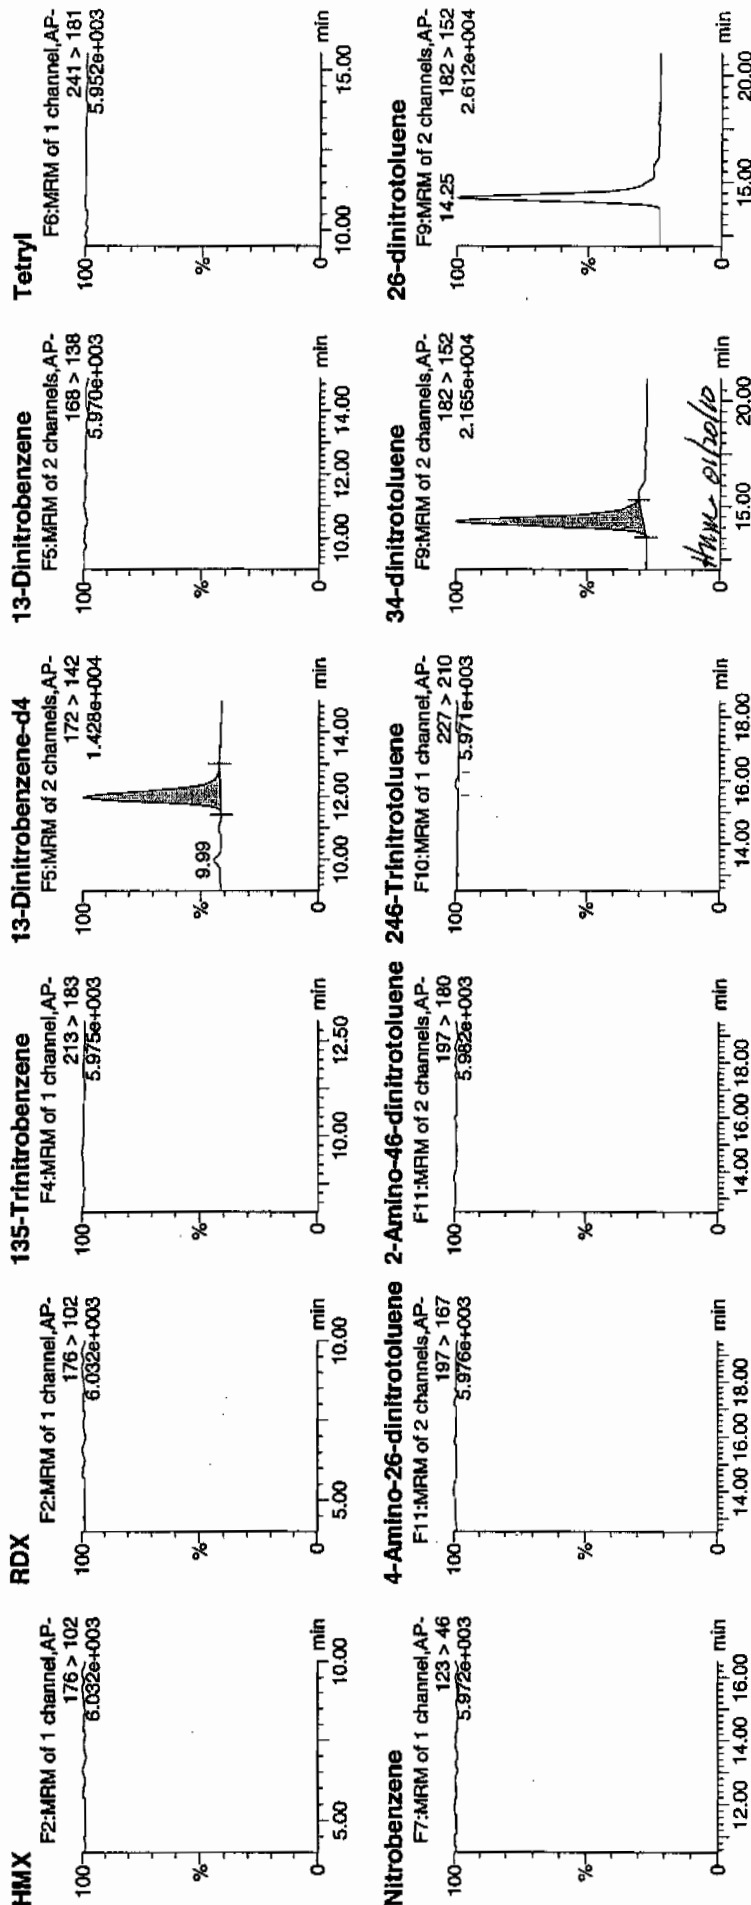 HMX
F2:MRM of 1 channel,AP-
176 > 102
6.032e+003
100
%
0
5.00 10.00 min
RDX
F2:MRM of 1 channel,AP-
176 > 102
6.032e+003
100
%
0
5.00 10.00 min
135-Trinitrobenzene
F4:MRM of 1 channel,AP-
213 > 183
5.975e+003
100
%
0
10.00 12.50 min
13-Dinitrobenzene-d4
F5:MRM of 2 channels,AP-
172 > 142
1.428e+004
100
9.99
%
0
10.00 12.00 14.00 min
13-Dinitrobenzene
F5:MRM of 2 channels,AP-
168 > 138
5.970e+003
100
%
0
10.00 12.00 14.00 min
Tetryl
F6:MRM of 1 channel,AP-
241 > 181
5.952e+003
100
%
0
10.00 15.00 min
Nitrobenzene
F7:MRM of 1 channel,AP-
123 > 46
5.972e+003
100
%
0
12.00 14.00 16.00 min
4-Amino-26-dinitrotoluene
F11:MRM of 2 channels,AP-
197 > 167
5.976e+003
100
%
0
14.00 16.00 18.00 min
2-Amino-46-dinitrotoluene
F11:MRM of 2 channels,AP-
197 > 180
5.982e+003
100
%
0
14.00 16.00 18.00 min
246-Trinitrotoluene
F10:MRM of 1 channel,AP-
227 > 210
5.971e+003
100
%
0
14.00 16.00 18.00 min
34-dinitrotoluene
F9:MRM of 2 channels,AP-
182 > 152
2.165e+004
100
%
0
01/20/10
15.00 20.00 min
26-dinitrotoluene
F9:MRM of 2 channels,AP-
182 > 152
2.612e+004
14.25
100
%
0
15.00 20.00 min